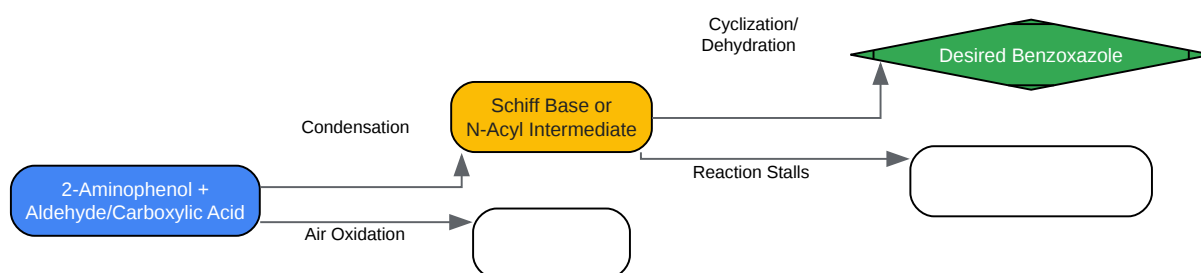 Cyclization/
Dehydration
Desired Benzoxazole
Schiff Base or
N-Acyl Intermediate
Condensation
Reaction Stalls
2-Aminophenol +
Aldehyde/Carboxylic Acid
Air Oxidation